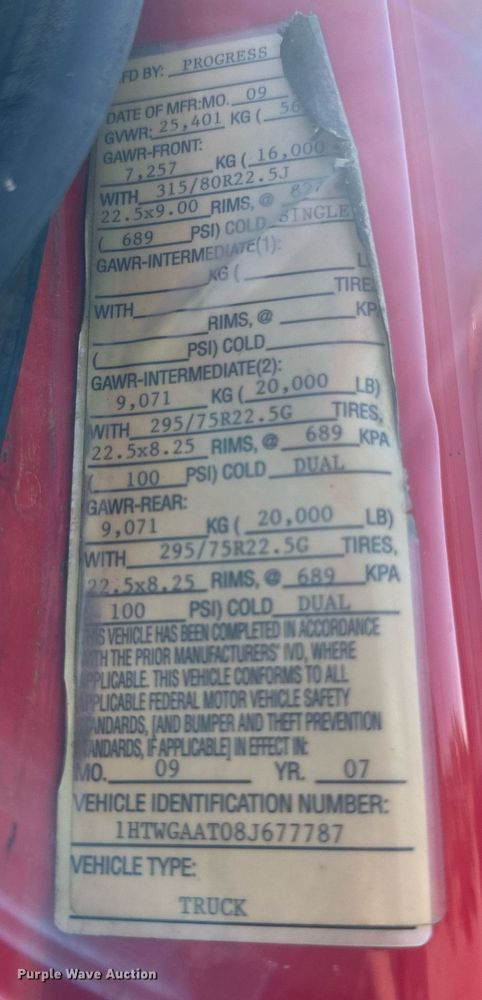 FD BY: PROGRESS
DATE OF MFR:MO. 09
GVWR: 25,401 KG ( 56
GAWR-FRONT:
7,257 KG ( 16,000
WITH 315/80R22.5J
22.5x9.00 RIMS, @ 827
( 689 PSI) COLD SINGLE
GAWR-INTERMEDIATE(1):
KG ( L
TIRE
WITH
RIMS, @ KP
( PSI) COLD
GAWR-INTERMEDIATE(2):
9,071 KG ( 20,000 LB)
WITH 295/75R22.5G TIRES,
22.5x8.25 RIMS, @ 689 KPA
( 100 PSI) COLD DUAL
GAWR-REAR:
9,071 KG ( 20,000 LB)
WITH 295/75R22.5G TIRES,
22.5x8.25 RIMS, @ 689 KPA
100 PSI) COLD DUAL
THIS VEHICLE HAS BEEN COMPLETED IN ACCORDANCE
WITH THE PRIOR MANUFACTURERS' IVD, WHERE
APPLICABLE. THIS VEHICLE CONFORMS TO ALL
APPLICABLE FEDERAL MOTOR VEHICLE SAFETY
STANDARDS, [AND BUMPER AND THEFT PREVENTION
STANDARDS, IF APPLICABLE] IN EFFECT IN:
MO. 09 YR. 07
VEHICLE IDENTIFICATION NUMBER:
1HTWGAAT08J677787
VEHICLE TYPE:
TRUCK
Purple Wave Auction